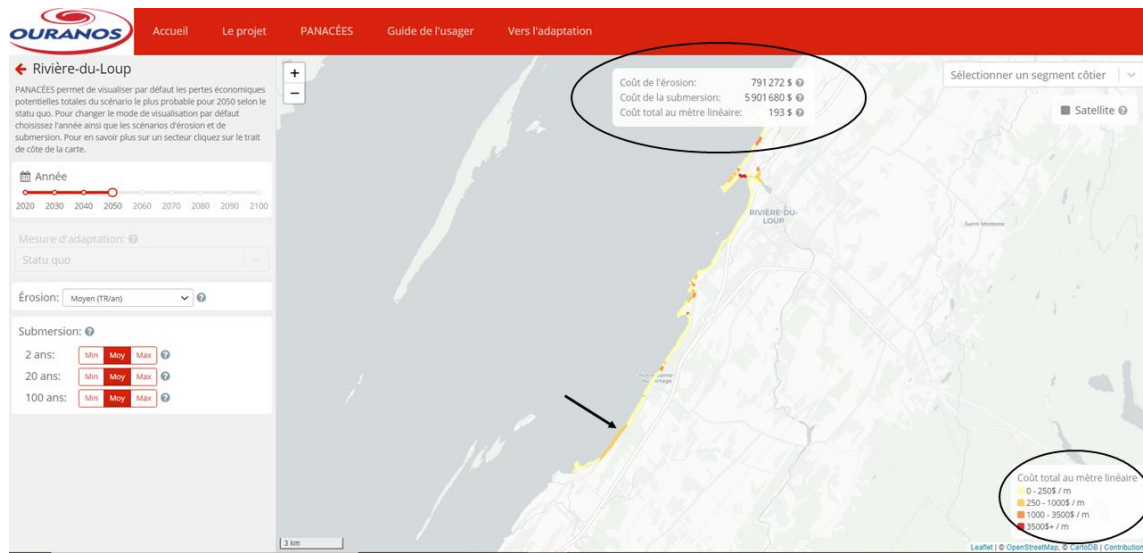 OURANOS
Accueil
Le projet
PANACÉES
Guide de l'usager
Vers l'adaptation
Rivière-du-Loup
PANACÉES permet de visualiser par défaut les pertes économiques
potentielles totales du scénario le plus probable pour 2050 selon le
statu quo. Pour changer le mode de visualisation par défaut
choisissez l'année ainsi que les scénarios d'érosion et de
submersion. Pour en savoir plus sur un secteur cliquez sur le trait
de côte de la carte.
Année
2020 2030 2040 2050 2060 2070 2080 2090 2100
Mesure d'adaptation:
Statu quo
Érosion: Moyen (TR/an)
Submersion:
2 ans: Min Moy Max
20 ans: Min Moy Max
100 ans: Min Moy Max
+
−
Coût de l'érosion: 791 272 $
Coût de la submersion: 5 901 680 $
Coût total au mètre linéaire: 193 $
Sélectionner un segment côtier
Satellite
RIVIÈRE-DU-
LOUP
Saint Modeste
Notre-Dame
du-Portage
Coût total au mètre linéaire
0 - 250$ / m
250 - 1000$ / m
1000 - 3500$ / m
3500$+ / m
3 km
Leaflet | © OpenStreetMap, © CartoDB | Contribution